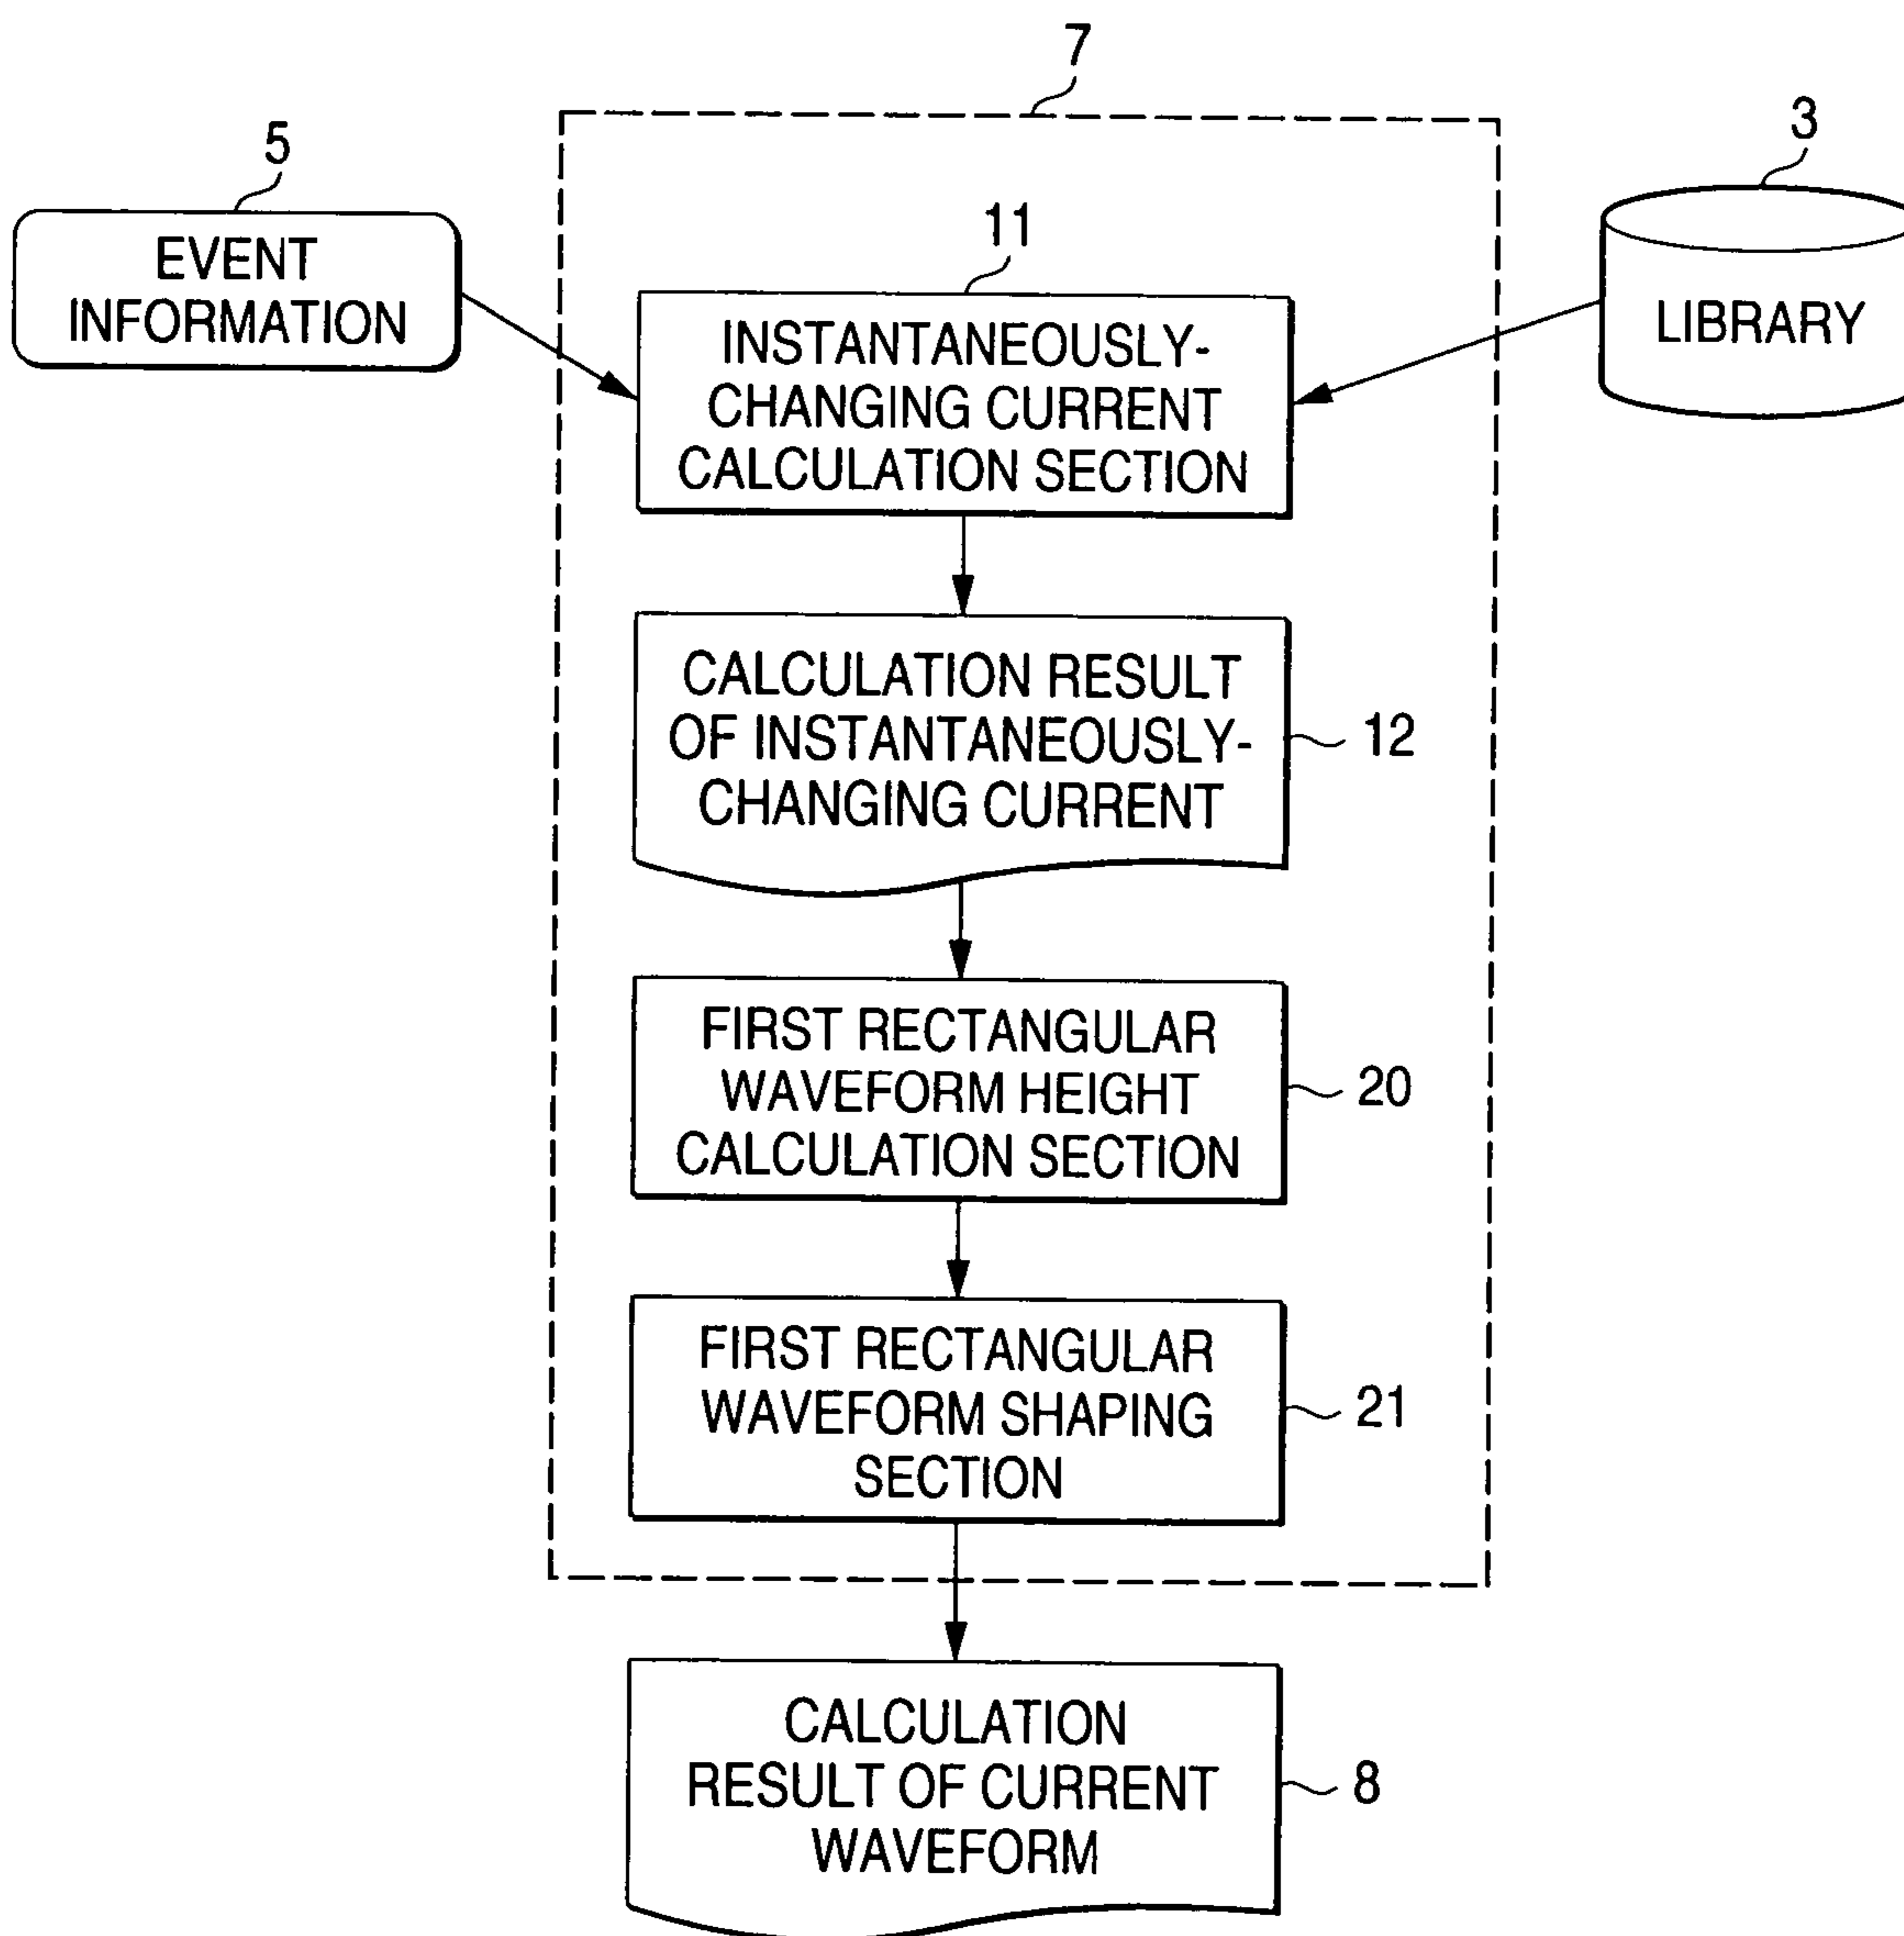 7
5
3
EVENT
INFORMATION
11
LIBRARY
INSTANTANEOUSLY-
CHANGING CURRENT
CALCULATION SECTION
CALCULATION RESULT
OF INSTANTANEOUSLY-
CHANGING CURRENT
12
FIRST RECTANGULAR
WAVEFORM HEIGHT
CALCULATION SECTION
20
FIRST RECTANGULAR
WAVEFORM SHAPING
SECTION
21
CALCULATION
RESULT OF CURRENT
WAVEFORM
8